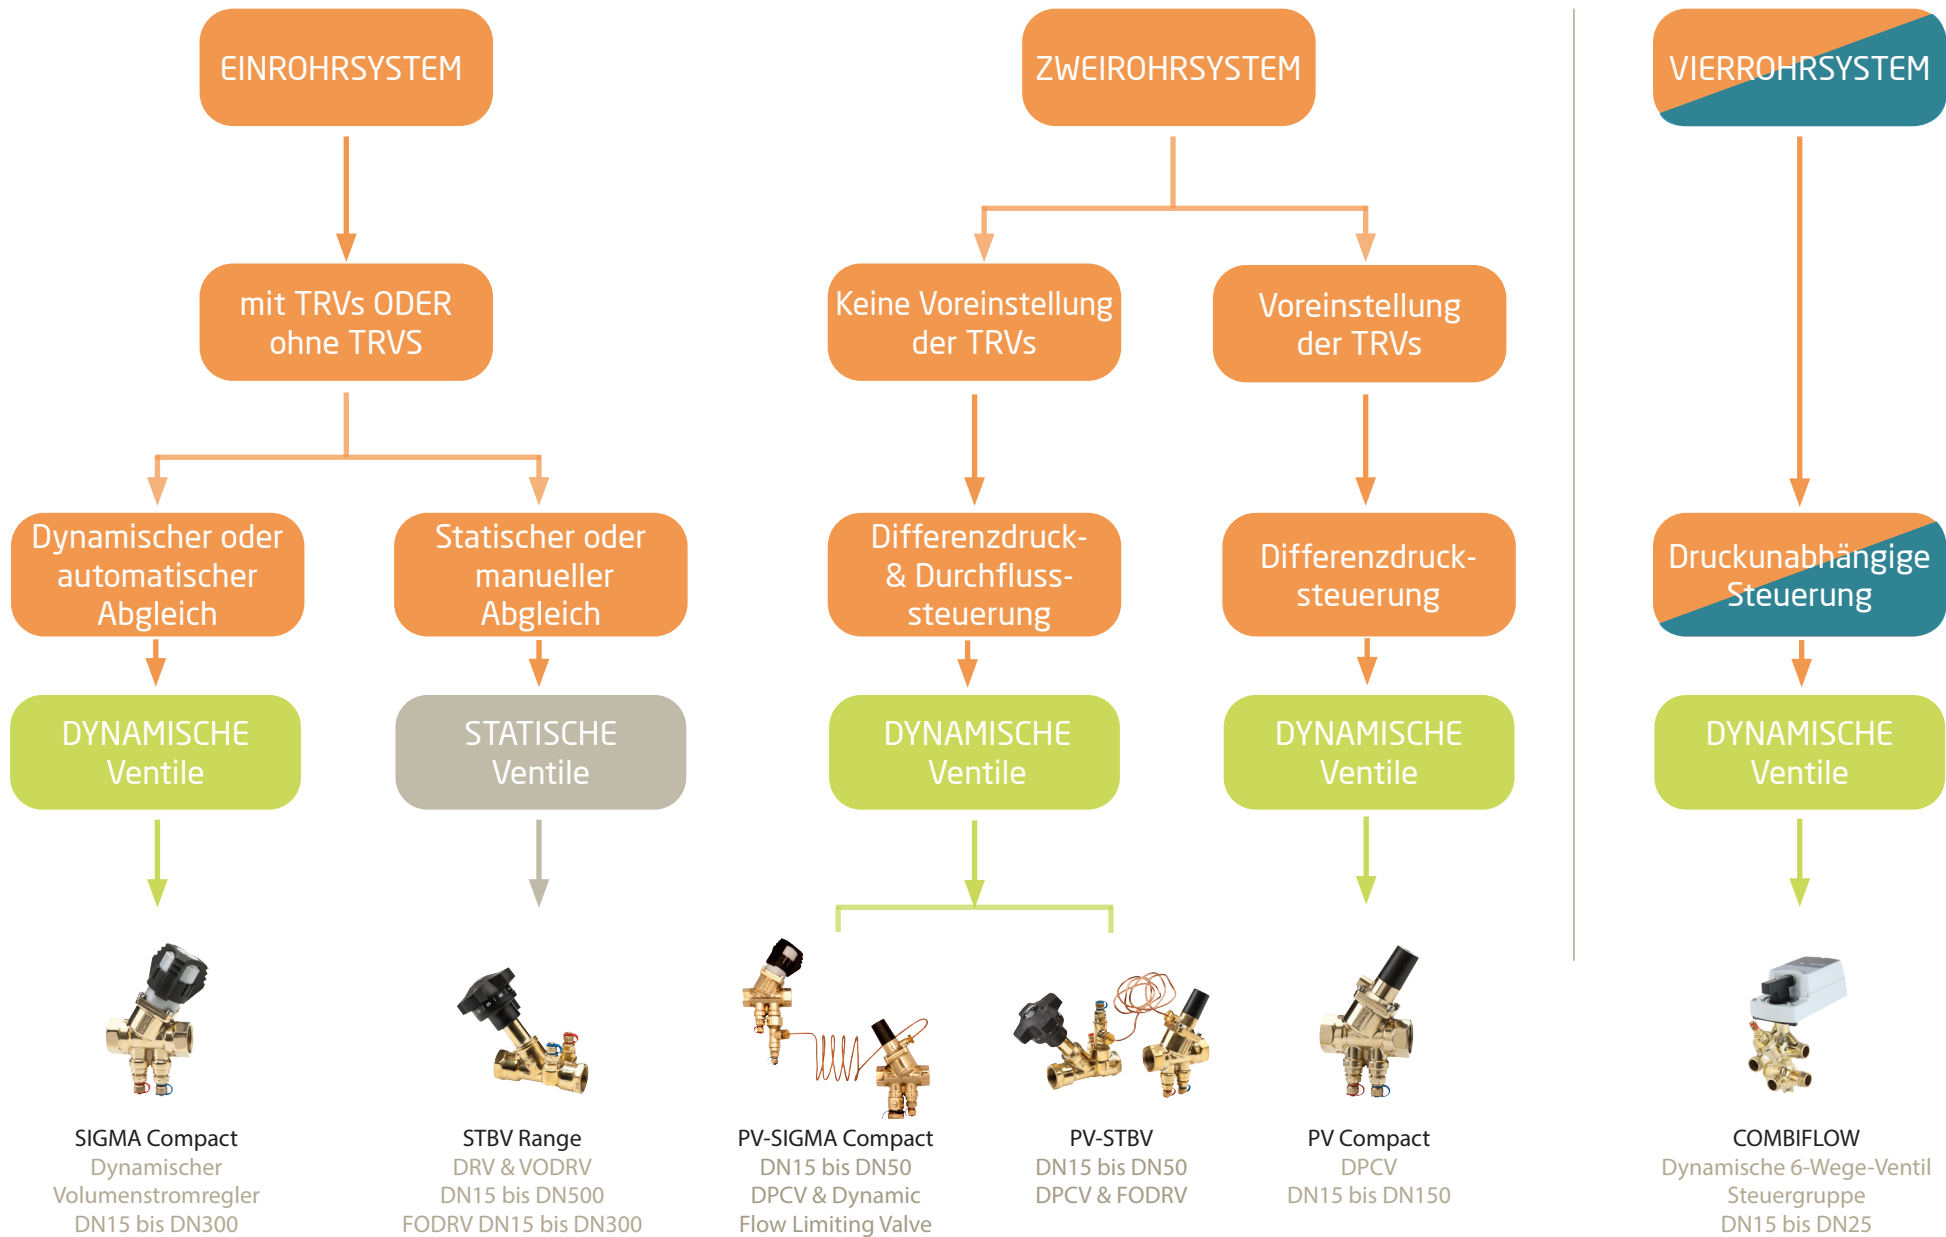 EINROHRSYSTEM
ZWEIROHRSYSTEM
VIERROHRSYSTEM
mit TRVs ODER
ohne TRVS
Keine Voreinstellung
der TRVs
Voreinstellung
der TRVs
Dynamischer oder
automatischer
Abgleich
Statischer oder
manueller
Abgleich
Differenzdruck-
& Durchfluss-
steuerung
Differenzdruck-
steuerung
Druckunabhängige
Steuerung
DYNAMISCHE
Ventile
STATISCHE
Ventile
DYNAMISCHE
Ventile
DYNAMISCHE
Ventile
DYNAMISCHE
Ventile
SIGMA Compact
Dynamischer
Volumenstromregler
DN15 bis DN300
STBV Range
DRV & VODRV
DN15 bis DN500
FODRV DN15 bis DN300
PV-SIGMA Compact
DN15 bis DN50
DPCV & Dynamic
Flow Limiting Valve
PV-STBV
DN15 bis DN50
DPCV & FODRV
PV Compact
DPCV
DN15 bis DN150
COMBIFLOW
Dynamische 6-Wege-Ventil
Steuergruppe
DN15 bis DN25